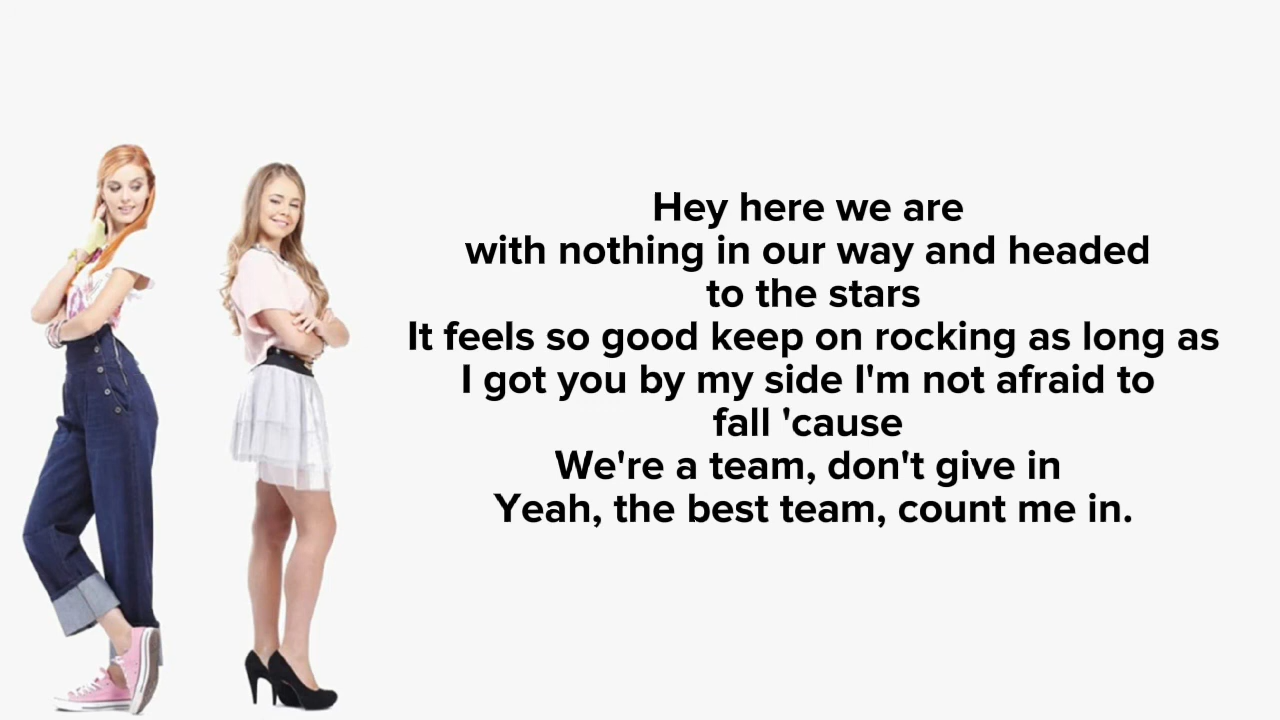 Hey here we are
with nothing in our way and headed
to the stars
It feels so good keep on rocking as long as
I got you by my side I'm not afraid to
fall 'cause
We're a team, don't give in
Yeah, the best team, count me in.